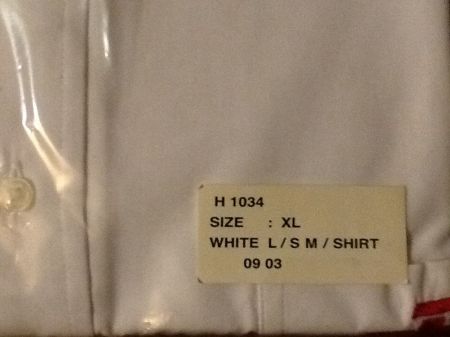 H 1034
SIZE : XL
WHITE L/S M/SHIRT
09 03